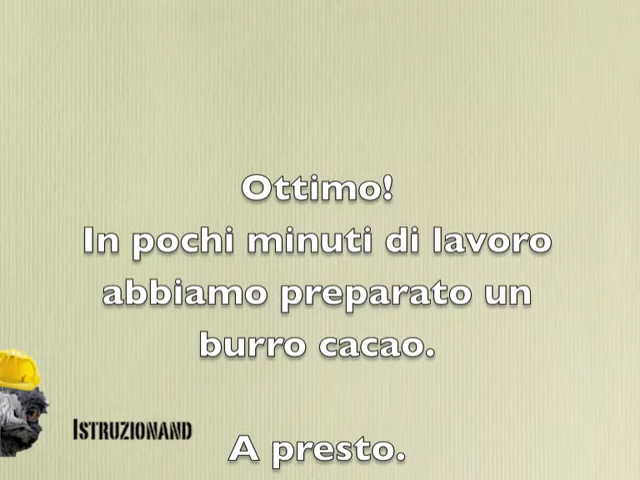 Ottimo!
In pochi minuti di lavoro
abbiamo preparato un
burro cacao.
Istruzionand
A presto.